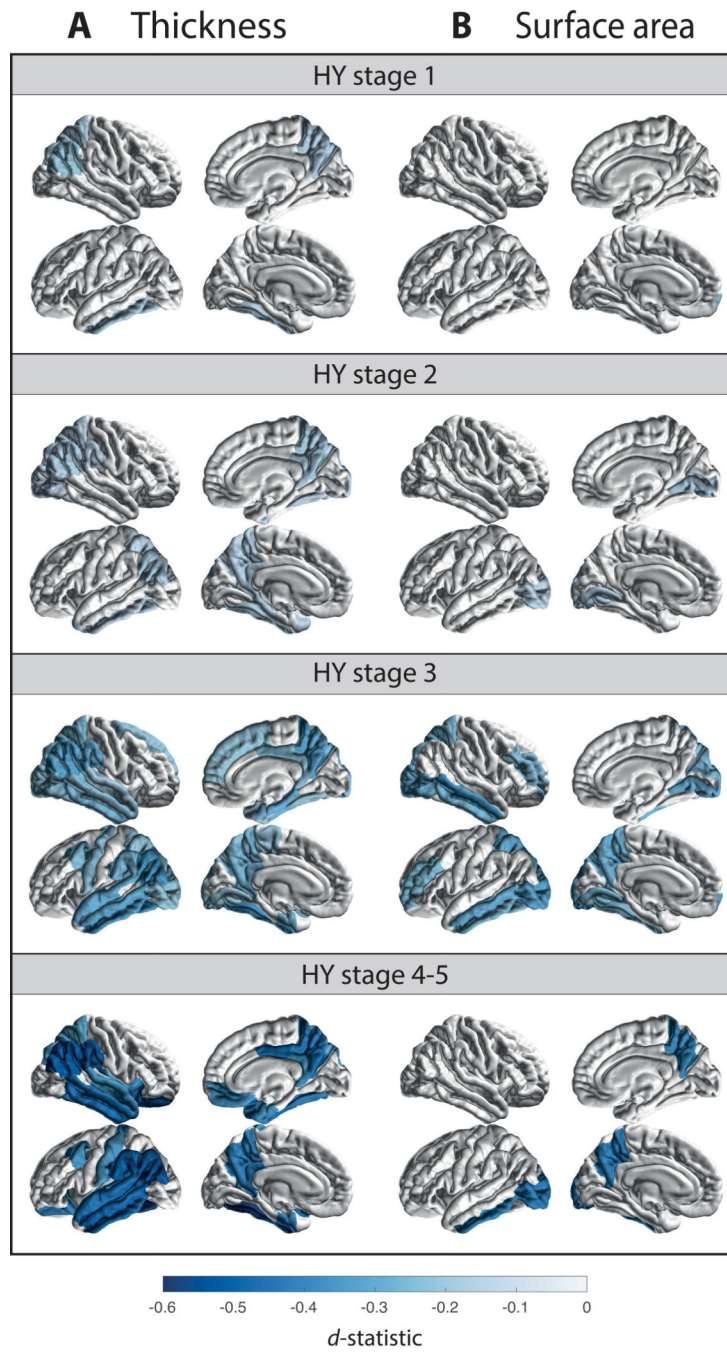 A Thickness B Surface area
HY stage 1
HY stage 2
HY stage 3
HY stage 4-5
-0.6 -0.5 -0.4 -0.3 -0.2 -0.1 0
d-statistic